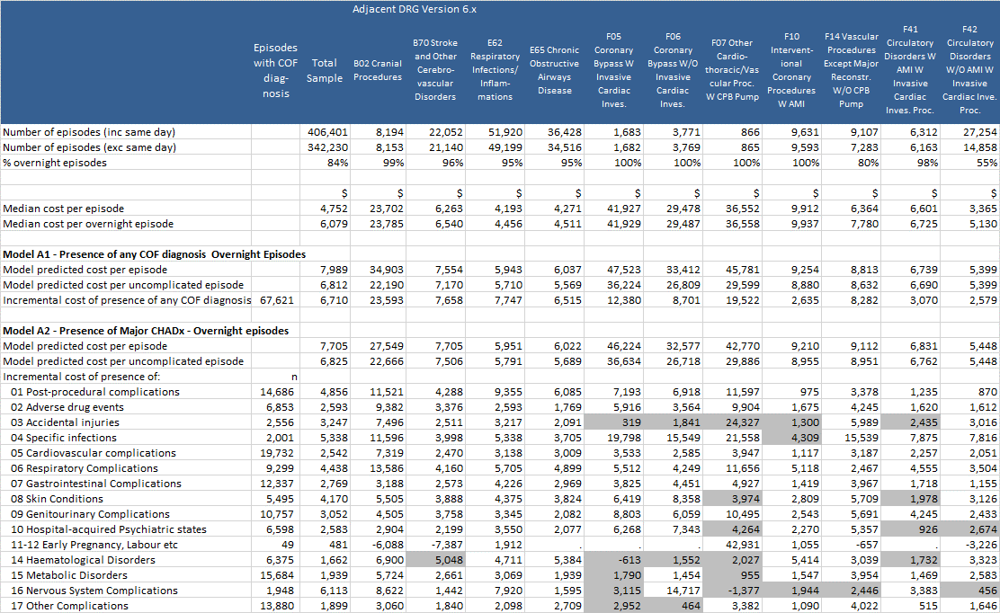 Adjacent DRG Version 6.x
Episodes with COF diag-nosis | Total Sample | B02 Cranial Procedures | B70 Stroke and Other Cerebro-vascular Disorders | E62 Respiratory Infections/ Inflam-mations | E65 Chronic Obstructive Airways Disease | F05 Coronary Bypass W Invasive Cardiac Inves. | F06 Coronary Bypass W/O Invasive Cardiac Inves. | F07 Other Cardio-thoracic/Vascular Proc. W CPB Pump | F10 Intervent-ional Coronary Procedures W AMI | F14 Vascular Procedures Except Major Reconstr. W/O CPB Pump | F41 Circulatory Disorders W AMI W Invasive Cardiac Inves. Proc. | F42 Circulatory Disorders W/O AMI W Invasive Cardiac Inve. Proc.
Number of episodes (inc same day) 406,401 8,194 22,052 51,920 36,428 1,683 3,771 866 9,631 9,107 6,312 27,254
Number of episodes (exc same day) 342,230 8,153 21,140 49,199 34,516 1,682 3,769 865 9,593 7,283 6,163 14,858
% overnight episodes 84% 99% 96% 95% 95% 100% 100% 100% 100% 80% 98% 55%
$ $ $ $ $ $ $ $ $ $ $ $
Median cost per episode 4,752 23,702 6,263 4,193 4,271 41,927 29,478 36,552 9,912 6,364 6,601 3,365
Median cost per overnight episode 6,079 23,785 6,540 4,456 4,511 41,929 29,487 36,558 9,937 7,780 6,725 5,130
Model A1 - Presence of any COF diagnosis Overnight Episodes
Model predicted cost per episode 7,989 34,903 7,554 5,943 6,037 47,523 33,412 45,781 9,254 8,813 6,739 5,399
Model predicted cost per uncomplicated episode 6,812 22,190 7,170 5,710 5,569 36,224 26,809 29,599 8,880 8,632 6,690 5,399
Incremental cost of presence of any COF diagnosis 67,621 6,710 23,593 7,658 7,747 6,515 12,380 8,701 19,522 2,635 8,282 3,070 2,579
Model A2 - Presence of Major CHADx - Overnight episodes
Model predicted cost per episode 7,705 27,549 7,705 5,951 6,022 46,224 32,577 42,770 9,210 9,112 6,831 5,448
Model predicted cost per uncomplicated episode 6,825 22,666 7,506 5,791 5,689 36,634 26,718 29,886 8,955 8,951 6,762 5,448
Incremental cost of presence of: n
01 Post-procedural complications 14,686 4,856 11,521 4,288 9,355 6,085 7,193 6,918 11,597 975 3,378 1,235 870
02 Adverse drug events 6,853 2,593 9,382 3,376 2,593 1,769 5,916 3,564 9,904 1,675 4,245 1,620 1,612
03 Accidental injuries 2,556 3,247 7,496 2,511 3,217 2,091 319 1,841 24,327 1,300 5,989 2,435 3,016
04 Specific infections 2,001 5,338 11,596 3,998 5,338 3,705 19,798 15,549 21,558 4,309 15,539 7,875 7,816
05 Cardiovascular complications 19,732 2,542 7,319 2,470 3,138 3,009 3,533 2,585 3,947 1,117 3,187 2,257 2,051
06 Respiratory Complications 9,299 4,438 13,586 4,160 5,705 4,899 5,512 4,249 11,656 5,118 2,467 4,555 3,504
07 Gastrointestinal Complications 12,337 2,769 3,188 2,573 4,226 2,969 3,825 4,451 4,927 1,419 3,967 1,718 1,155
08 Skin Conditions 5,495 4,170 5,505 3,888 4,375 3,824 6,419 8,358 3,974 2,809 5,709 1,978 3,126
09 Genitourinary Complications 10,757 3,052 4,505 3,758 3,345 2,082 8,803 6,059 10,495 2,543 5,691 4,245 2,433
10 Hospital-acquired Psychiatric states 6,598 2,583 2,904 2,199 3,550 2,077 6,268 7,343 4,264 2,270 5,357 926 2,674
11-12 Early Pregnancy, Labour etc 49 481 -6,088 -7,387 1,912 . . . 42,931 1,055 -657 . -3,226
14 Haematological Disorders 6,375 1,662 6,900 5,048 4,711 5,384 -613 1,552 2,027 5,414 3,039 1,732 3,323
15 Metabolic Disorders 15,684 1,939 5,724 2,661 3,069 1,939 1,790 1,454 955 1,547 3,954 1,469 2,583
16 Nervous System Complications 1,948 6,113 8,622 1,442 7,920 1,595 3,115 14,717 -1,377 1,944 2,446 3,383 456
17 Other Complications 13,880 1,899 3,060 1,840 2,098 2,709 2,952 464 3,382 1,090 4,022 515 1,646